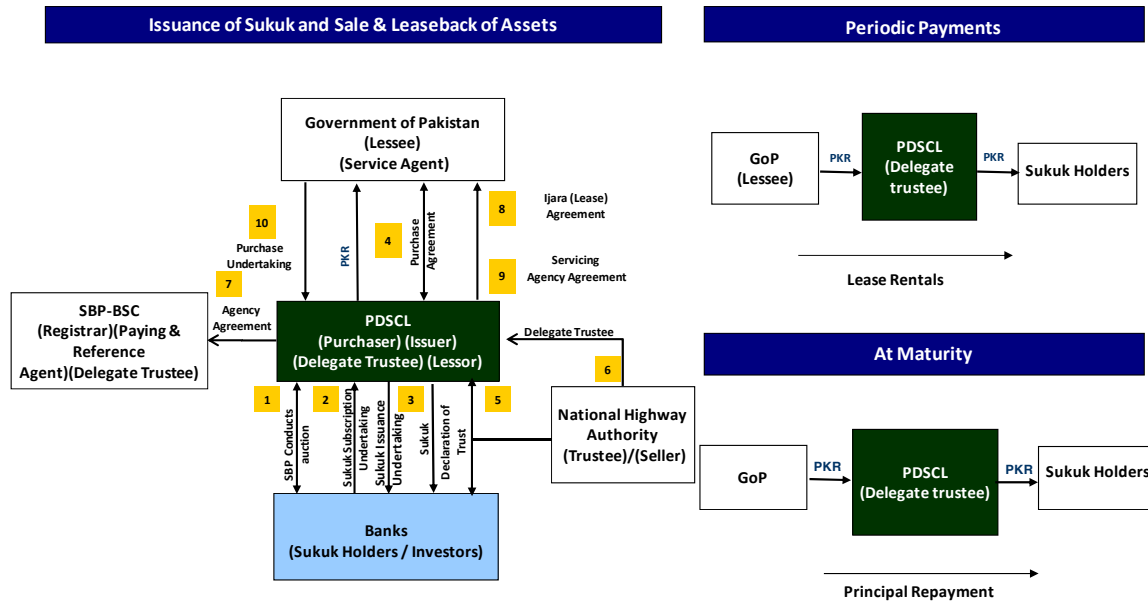 Issuance of Sukuk and Sale & Leaseback of Assets
Government of Pakistan
(Lessee)
(Service Agent)
10
Purchase
Undertaking
PKR
4
Purchase
Agreement
8
Ijara (Lease)
Agreement
9
Servicing
Agency Agreement
7
Agency
Agreement
SBP-BSC
(Registrar)(Paying &
Reference
Agent)(Delegate Trustee)
PDSCL
(Purchaser) (Issuer)
(Delegate Trustee) (Lessor)
Delegate Trustee
6
National Highway
Authority
(Trustee)/(Seller)
1
SBP Conducts
auction
2
Sukuk Subscription
Undertaking
Sukuk Issuance
Undertaking
3
Sukuk
Declaration of
Trust
5
Banks
(Sukuk Holders / Investors)
Periodic Payments
GoP
(Lessee)
PKR
PDSCL
(Delegate
trustee)
PKR
Sukuk Holders
Lease Rentals
At Maturity
GoP
PKR
PDSCL
(Delegate trustee)
PKR
Sukuk Holders
Principal Repayment